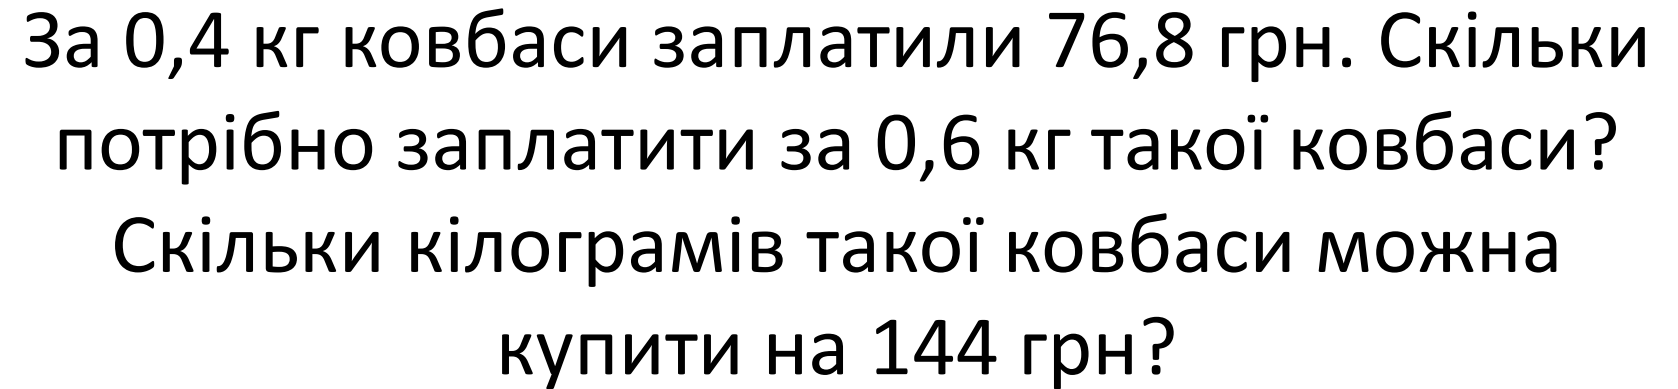 За 0,4 кг ковбаси заплатили 76,8 грн. Скільки
потрібно заплатити за 0,6 кг такої ковбаси?
Скільки кілограмів такої ковбаси можна
купити на 144 грн?